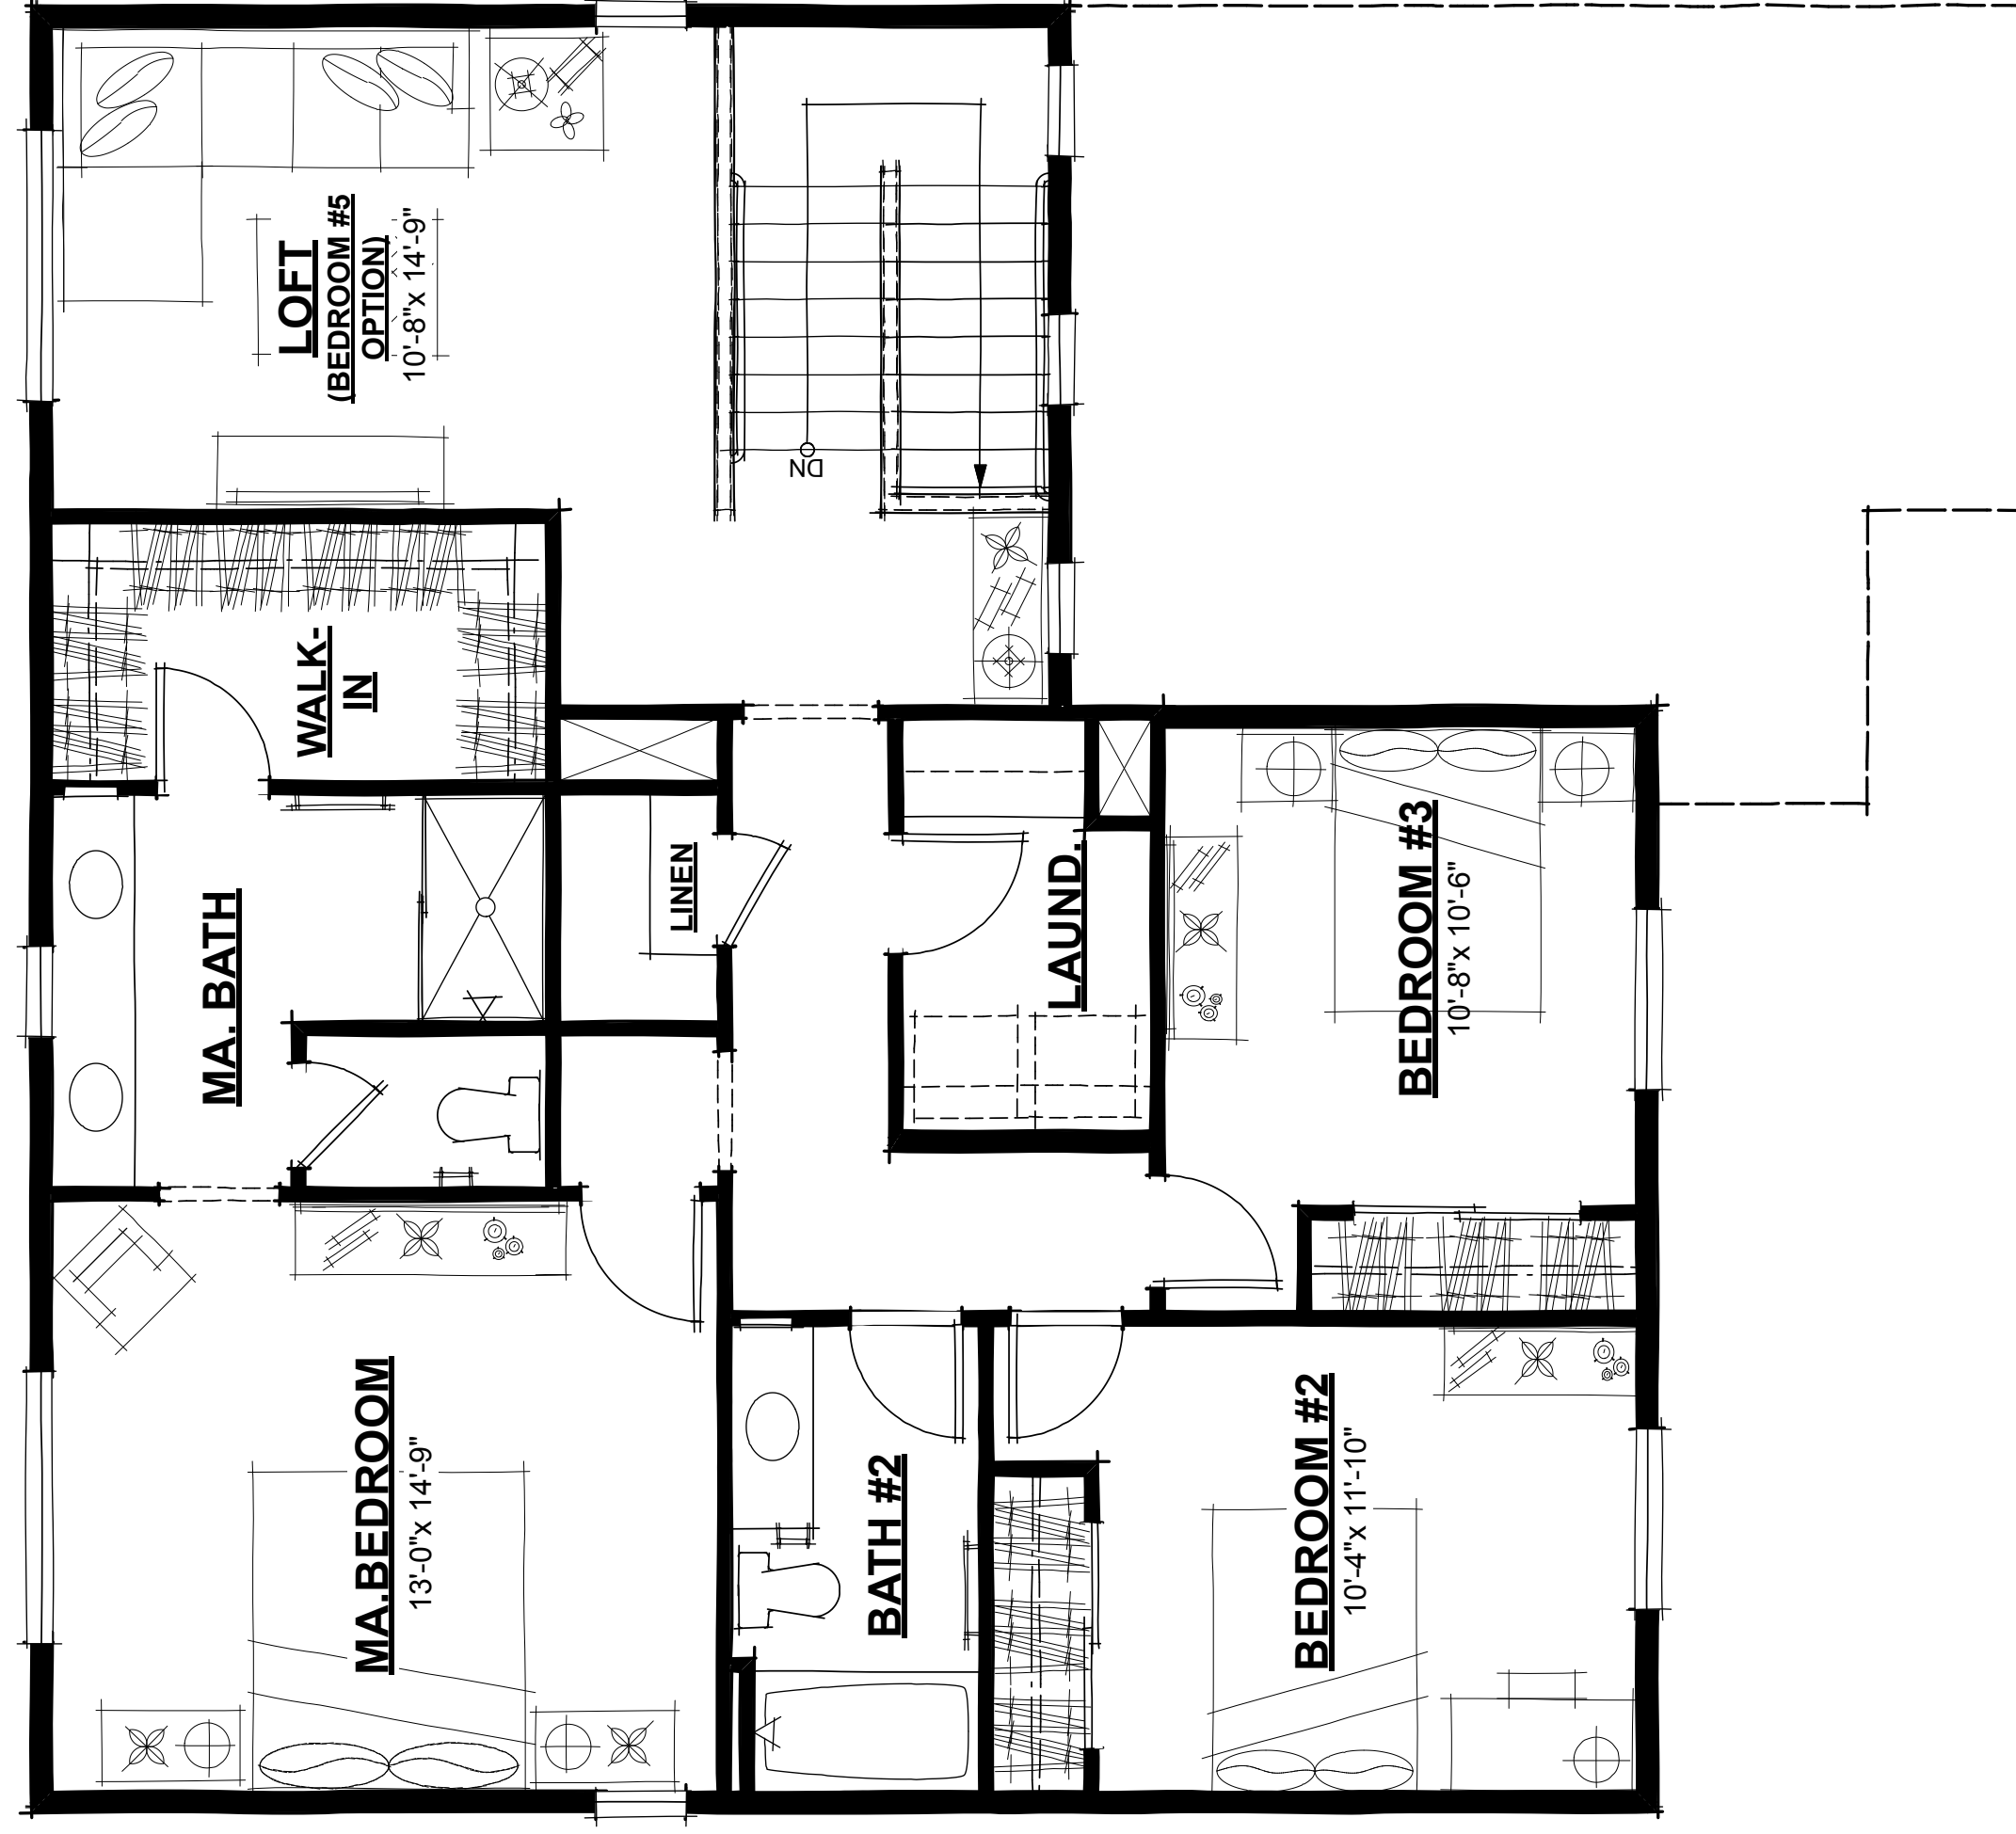 LOFT
(BEDROOM #5
OPTION)
10'-8"x 14'-9"
DN
WALK-
IN
MA. BATH
LINEN
LAUND.
BEDROOM #3
10'-8"x 10'-6"
MA.BEDROOM
13'-0"x 14'-9"
BATH #2
BEDROOM #2
10'-4"x 11'-10"